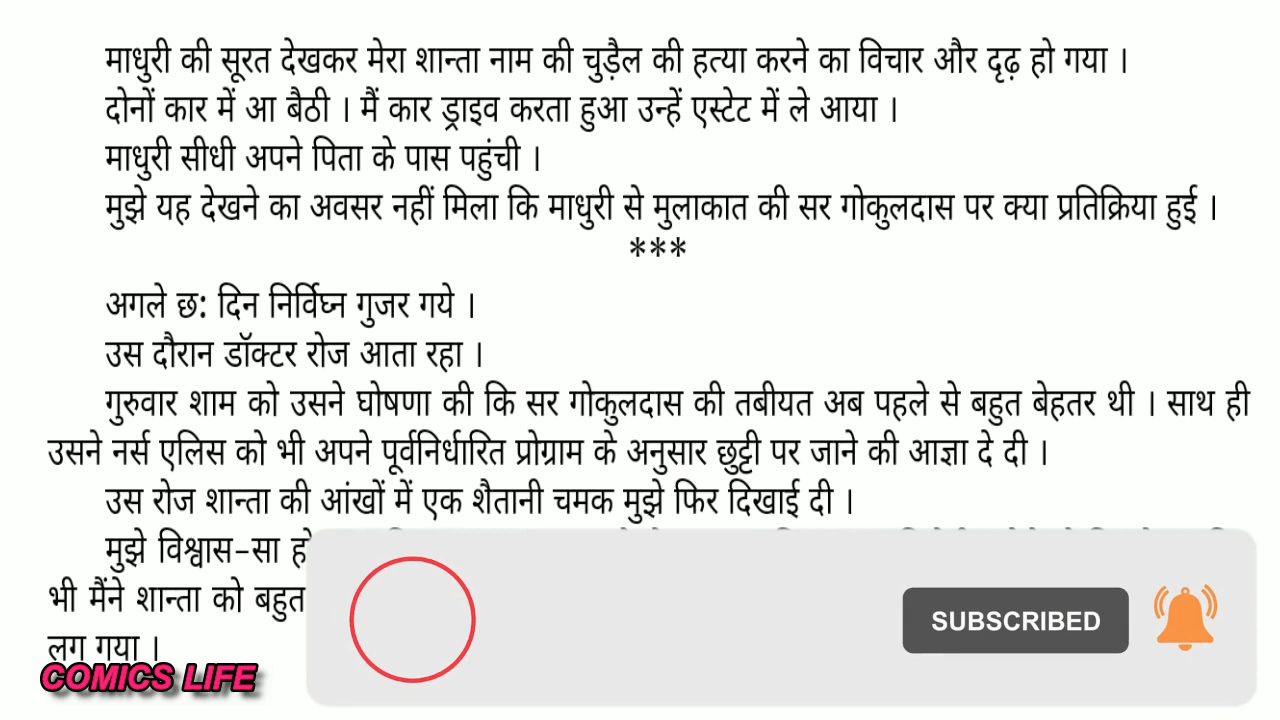 माधुरी की सूरत देखकर मेरा शान्ता नाम की चुड़ैल की हत्या करने का विचार और दृढ़ हो गया ।
दोनों कार में आ बैठी । मैं कार ड्राइव करता हुआ उन्हें एस्टेट में ले आया ।
माधुरी सीधी अपने पिता के पास पहुंची ।
मुझे यह देखने का अवसर नहीं मिला कि माधुरी से मुलाकात की सर गोकुलदास पर क्या प्रतिक्रिया हुई ।
***
अगले छ: दिन निर्विघ्न गुजर गये ।
उस दौरान डॉक्टर रोज आता रहा ।
गुरुवार शाम को उसने घोषणा की कि सर गोकुलदास की तबीयत अब पहले से बहुत बेहतर थी । साथ ही
उसने नर्स एलिस को भी अपने पूर्वनिर्धारित प्रोग्राम के अनुसार छुट्टी पर जाने की आज्ञा दे दी ।
उस रोज शान्ता की आंखों में एक शैतानी चमक मुझे फिर दिखाई दी ।
मुझे विश्वास-सा
भी मैंने शान्ता को बहुत
लग गया ।
SUBSCRIBED
COMICS LIFE